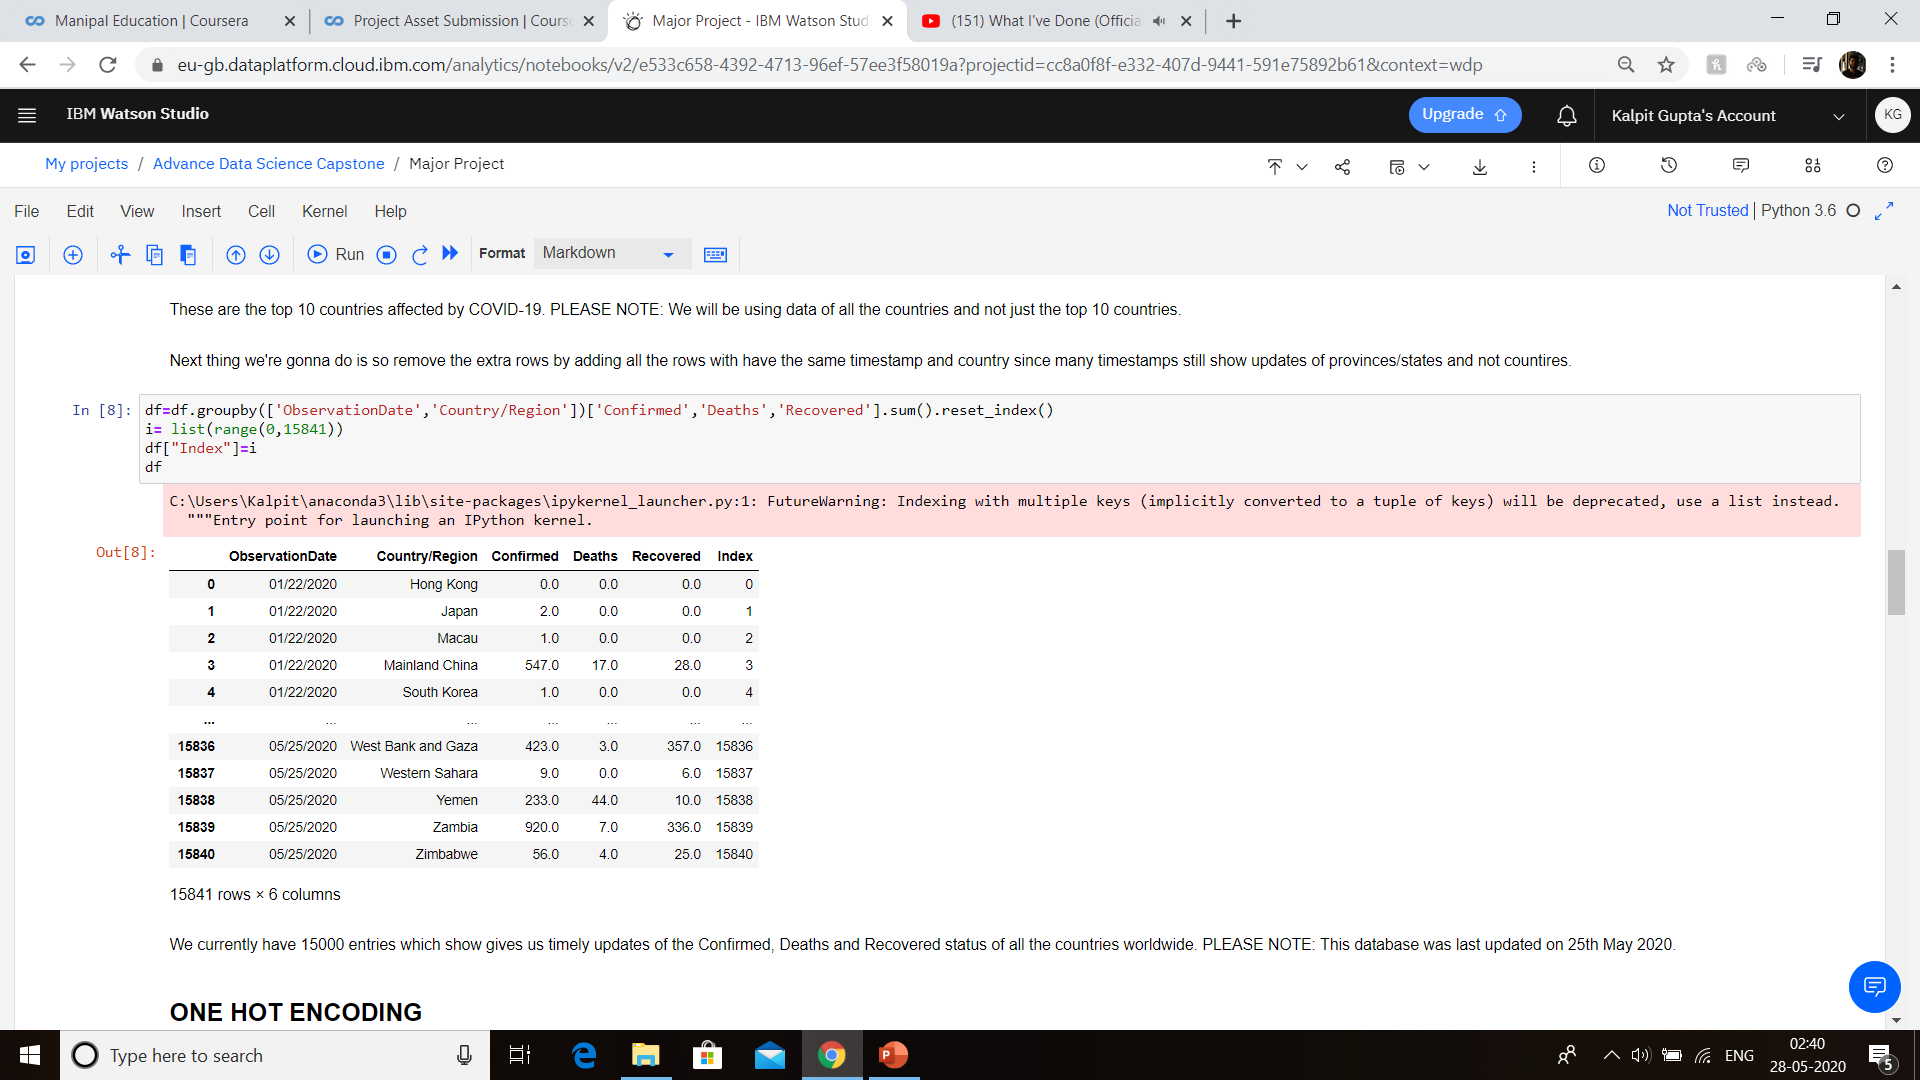 Manipal Education | Coursera
Project Asset Submission | Cours
Major Project - IBM Watson Stud
(151) What I've Done (Officia
eu-gb.dataplatform.cloud.ibm.com/analytics/notebooks/v2/e533c658-4392-4713-96ef-57ee3f58019a?projectid=cc8a0f8f-e332-407d-9441-591e75892b61&context=wdp
IBM Watson Studio
Upgrade
Kalpit Gupta's Account
KG
My projects / Advance Data Science Capstone / Major Project
File Edit View Insert Cell Kernel Help
Not Trusted | Python 3.6
Run
Format
Markdown
These are the top 10 countries affected by COVID-19. PLEASE NOTE: We will be using data of all the countries and not just the top 10 countries.
Next thing we're gonna do is so remove the extra rows by adding all the rows with have the same timestamp and country since many timestamps still show updates of provinces/states and not countires.
In [8]: df=df.groupby(['ObservationDate','Country/Region'])['Confirmed','Deaths','Recovered'].sum().reset_index()
i= list(range(0,15841))
df["Index"]=i
df
C:\Users\Kalpit\anaconda3\lib\site-packages\ipykernel_launcher.py:1: FutureWarning: Indexing with multiple keys (implicitly converted to a tuple of keys) will be deprecated, use a list instead.
"""Entry point for launching an IPython kernel.
Out[8]:
ObservationDate Country/Region Confirmed Deaths Recovered Index
0 01/22/2020 Hong Kong 0.0 0.0 0.0 0
1 01/22/2020 Japan 2.0 0.0 0.0 1
2 01/22/2020 Macau 1.0 0.0 0.0 2
3 01/22/2020 Mainland China 547.0 17.0 28.0 3
4 01/22/2020 South Korea 1.0 0.0 0.0 4
... ... ... ... ... ... ...
15836 05/25/2020 West Bank and Gaza 423.0 3.0 357.0 15836
15837 05/25/2020 Western Sahara 9.0 0.0 6.0 15837
15838 05/25/2020 Yemen 233.0 44.0 10.0 15838
15839 05/25/2020 Zambia 920.0 7.0 336.0 15839
15840 05/25/2020 Zimbabwe 56.0 4.0 25.0 15840
15841 rows × 6 columns
We currently have 15000 entries which show gives us timely updates of the Confirmed, Deaths and Recovered status of all the countries worldwide. PLEASE NOTE: This database was last updated on 25th May 2020.
ONE HOT ENCODING
Type here to search
ENG
02:40
28-05-2020
5